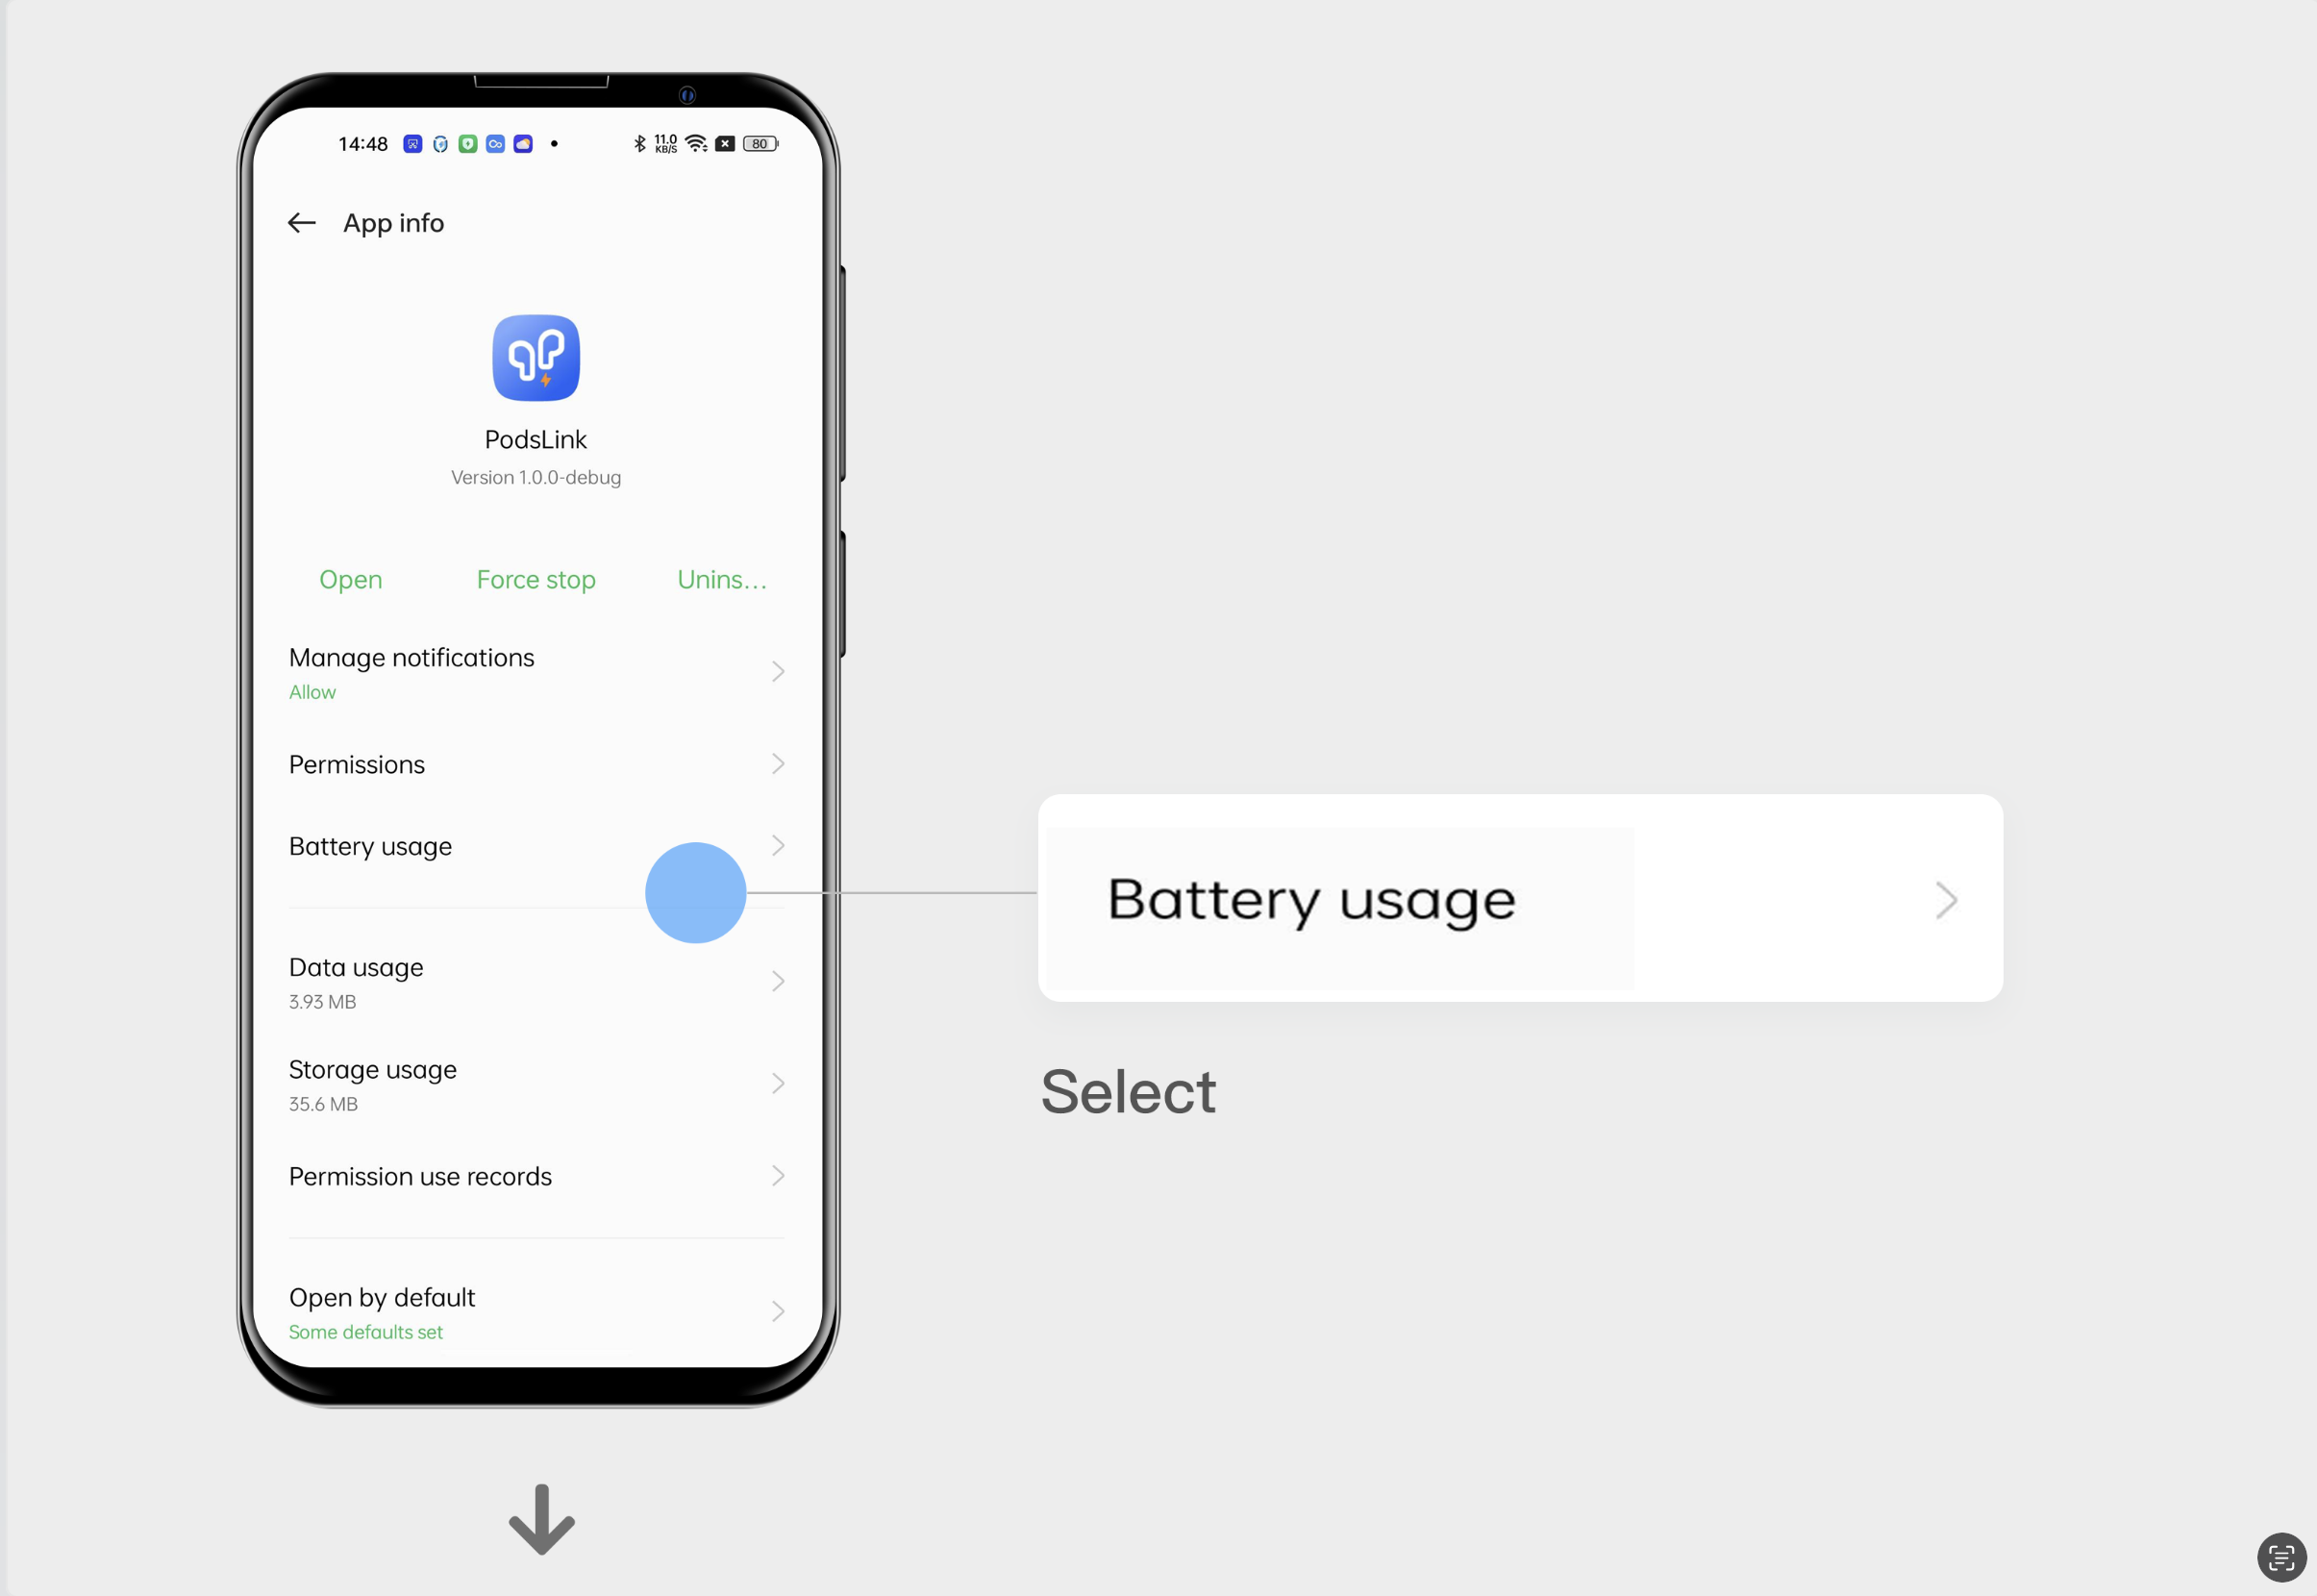 14:48
11.0
KB/S
80
App info
PodsLink
Version 1.0.0-debug
Open
Force stop
Unins...
Manage notifications
Allow
Permissions
Battery usage
Battery usage
Select
Data usage
3.93 MB
Storage usage
35.6 MB
Permission use records
Open by default
Some defaults set